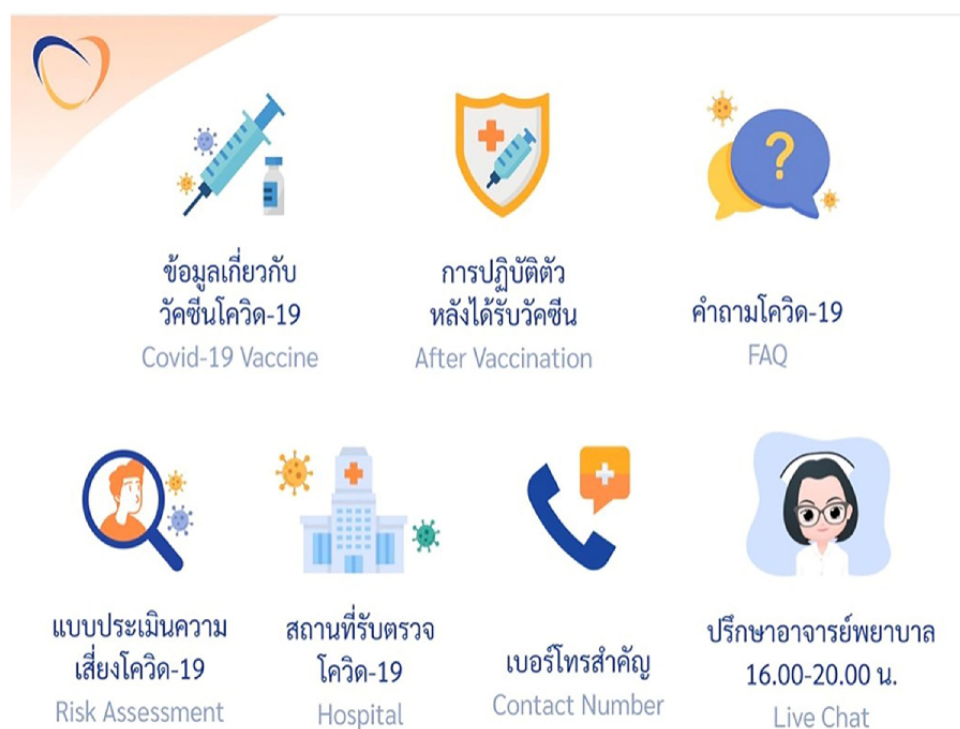 ข้อมูลเกี่ยวกับ
วัคซีนโควิด-19
Covid-19 Vaccine
การปฏิบัติตัว
หลังได้รับวัคซีน
After Vaccination
?
คำถามโควิด-19
FAQ
แบบประเมินความ
เสี่ยงโควิด-19
Risk Assessment
สถานที่รับตรวจ
โควิด-19
Hospital
เบอร์โทรสำคัญ
Contact Number
ปรึกษาอาจารย์พยาบาล
16.00-20.00 น.
Live Chat